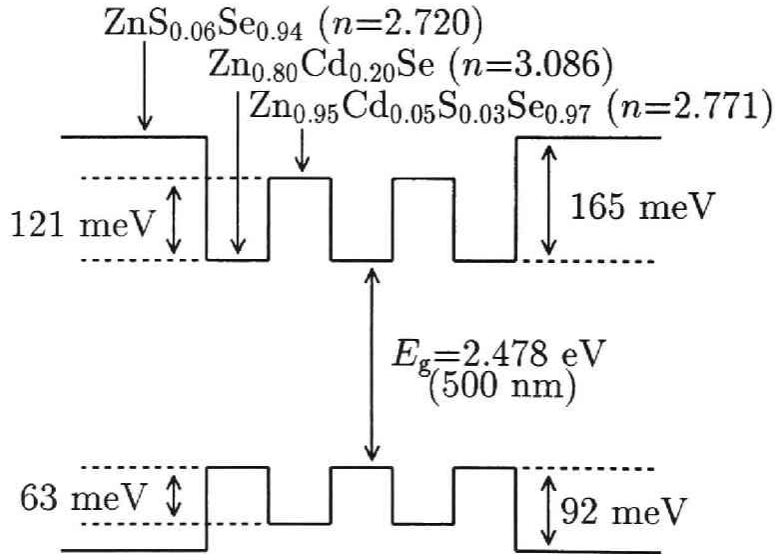 ZnS₀.₀₆Se₀.₉₄ (n=2.720)
Zn₀.₈₀Cd₀.₂₀Se (n=3.086)
Zn₀.₉₅Cd₀.₀₅S₀.₀₃Se₀.₉₇ (n=2.771)
121 meV
165 meV
E_g=2.478 eV
(500 nm)
63 meV
92 meV